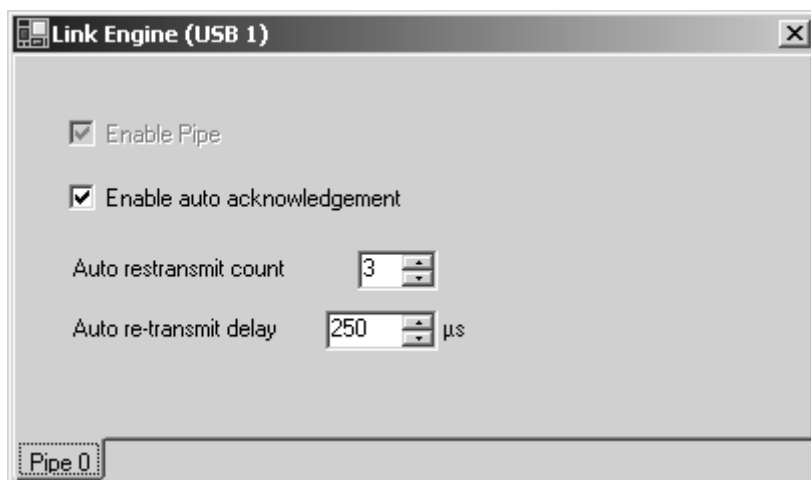 Link Engine (USB 1)
Enable Pipe
Enable auto acknowledgement
Auto restransmit count 3
Auto re-transmit delay 250 µs
Pipe 0